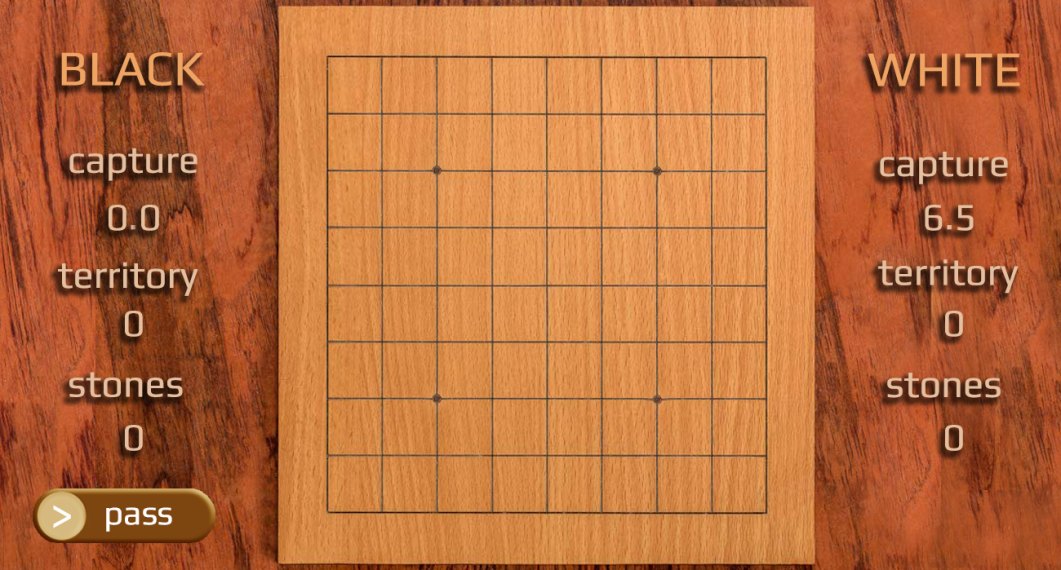 BLACK
capture
0.0
territory
0
stones
0
> pass
WHITE
capture
6.5
territory
0
stones
0